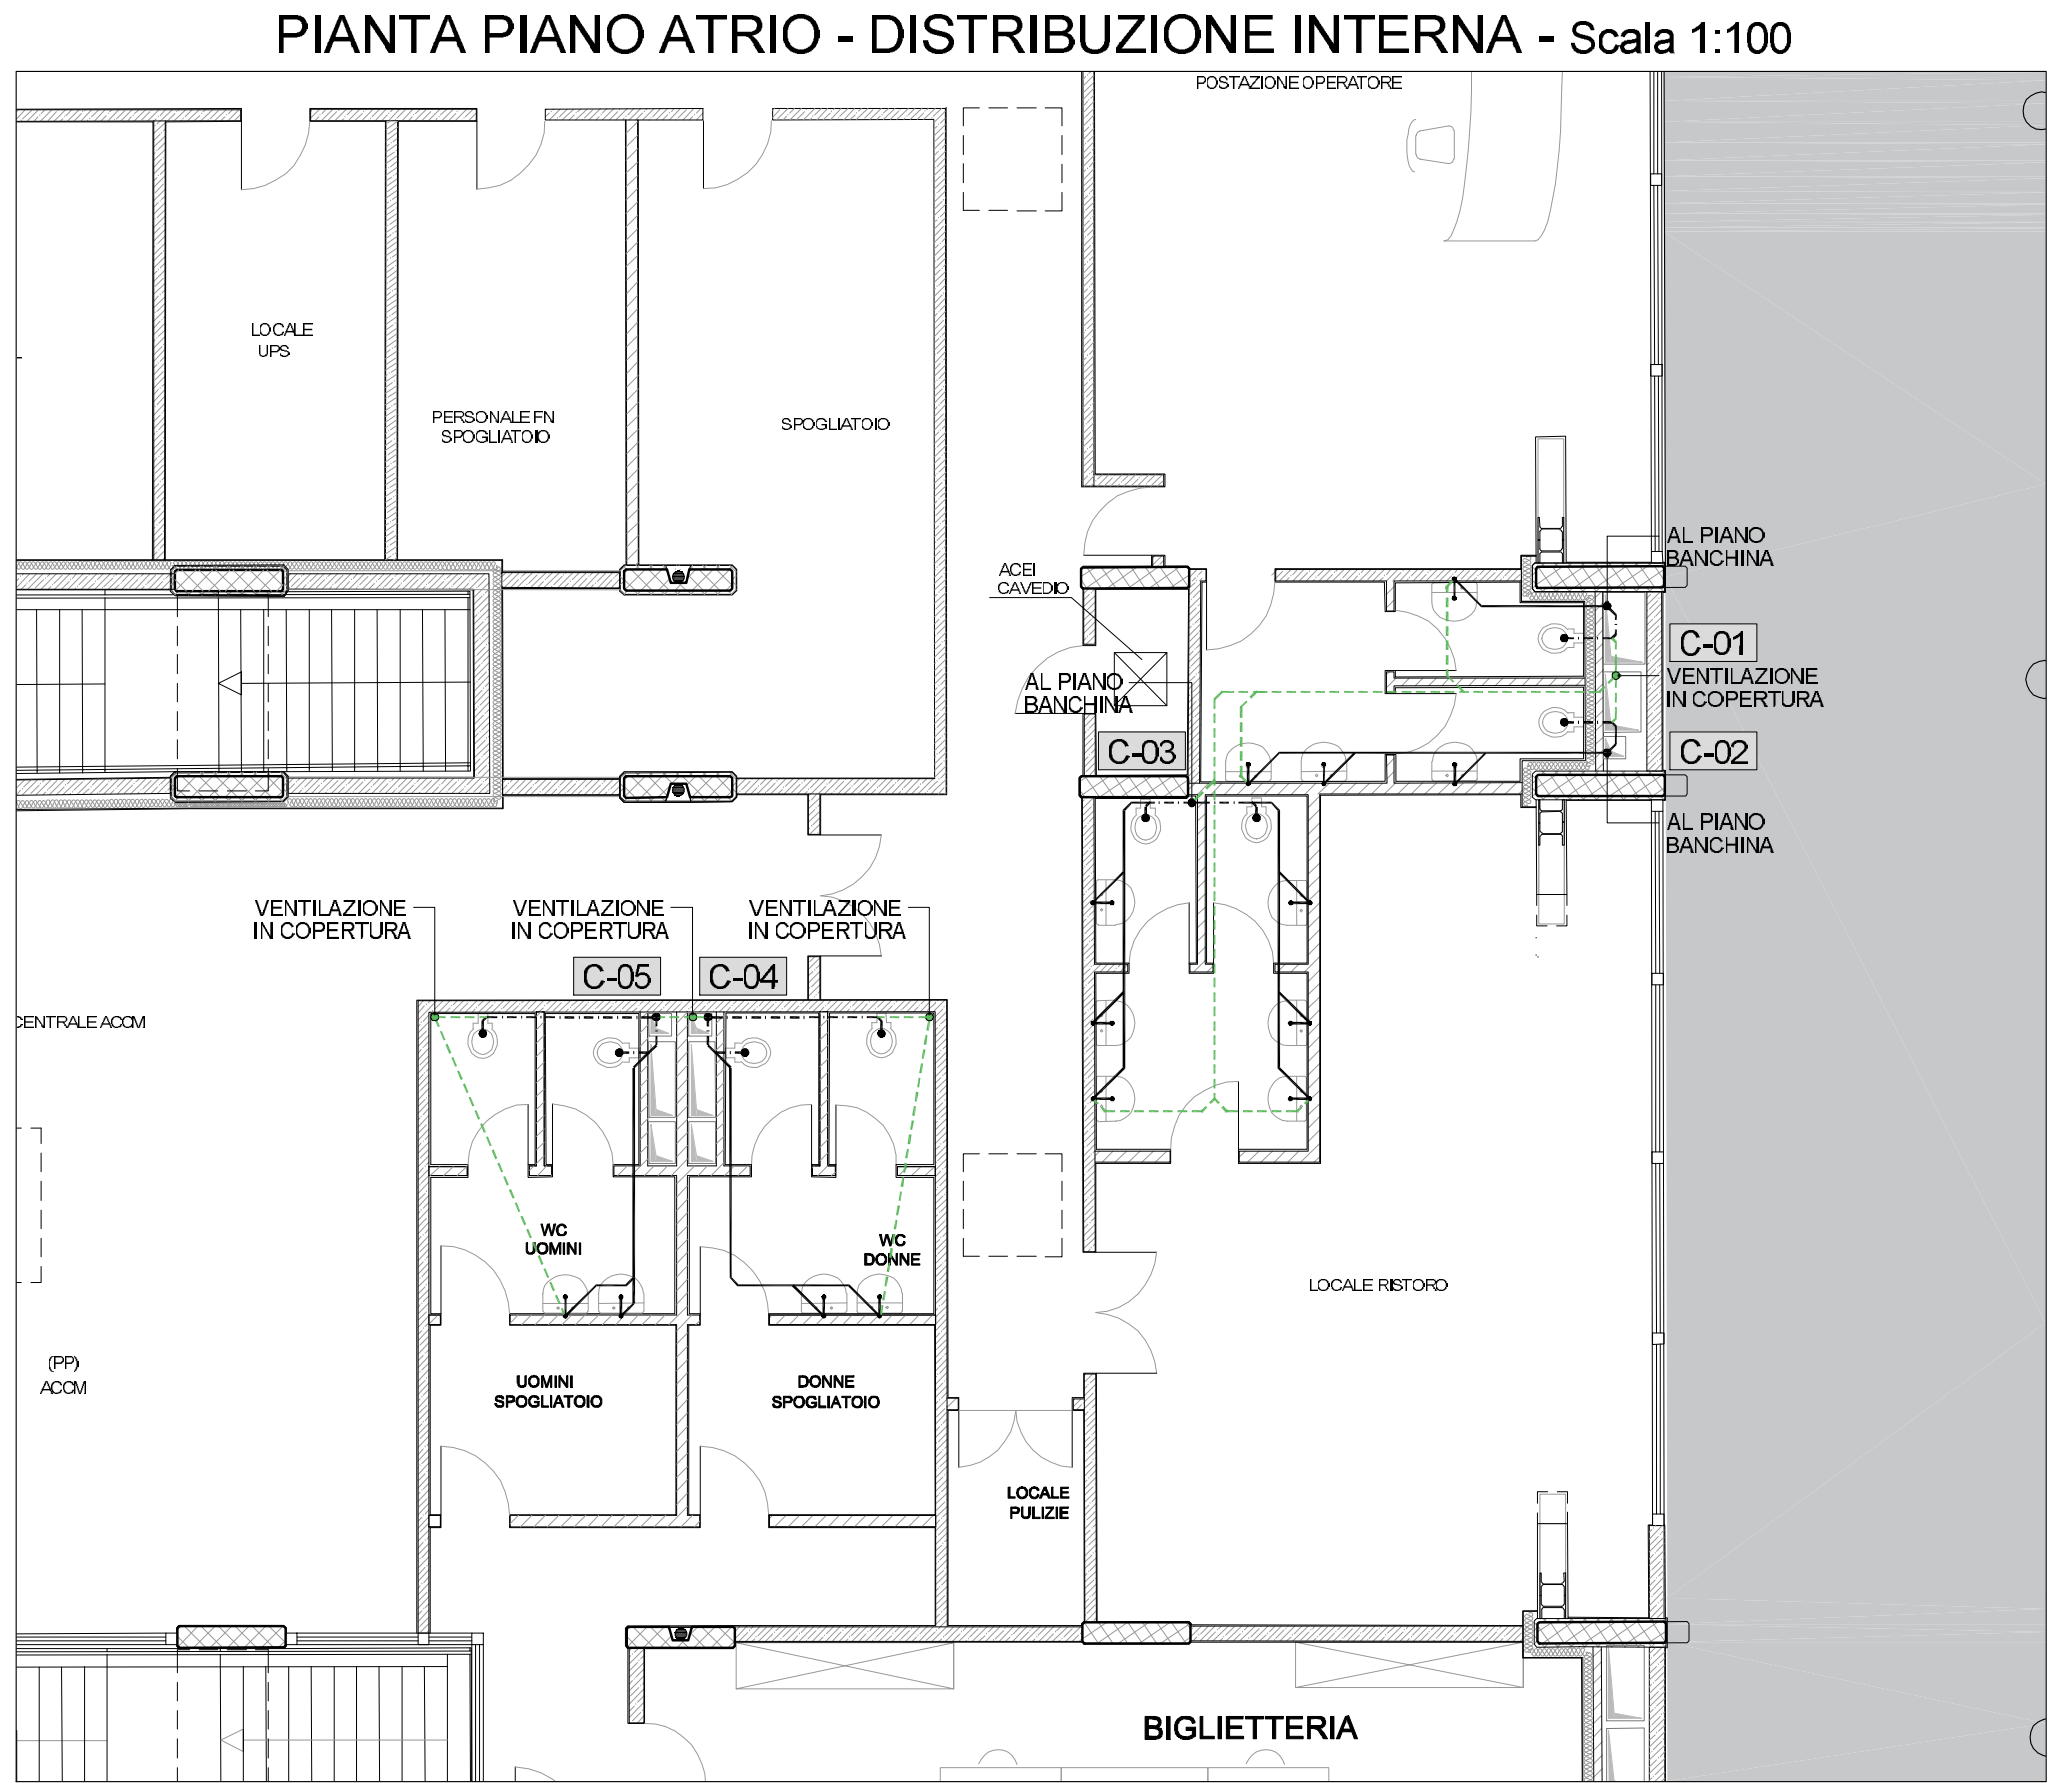 PIANTA PIANO ATRIO - DISTRIBUZIONE INTERNA - Scala 1:100
POSTAZIONE OPERATORE
LOCALE
UPS
PERSONALE FN
SPOGLIATOIO
SPOGLIATOIO
AL PIANO
BANCHINA
ACEI
CAVEDIO
C-01
AL PIANO
BANCHINA
VENTILAZIONE
IN COPERTURA
C-03
C-02
AL PIANO
BANCHINA
VENTILAZIONE
IN COPERTURA
VENTILAZIONE
IN COPERTURA
VENTILAZIONE
IN COPERTURA
C-05
C-04
CENTRALE ACCM
WC
UOMINI
WC
DONNE
LOCALE RISTORO
(PP)
ACCM
UOMINI
SPOGLIATOIO
DONNE
SPOGLIATOIO
LOCALE
PULIZIE
BIGLIETTERIA